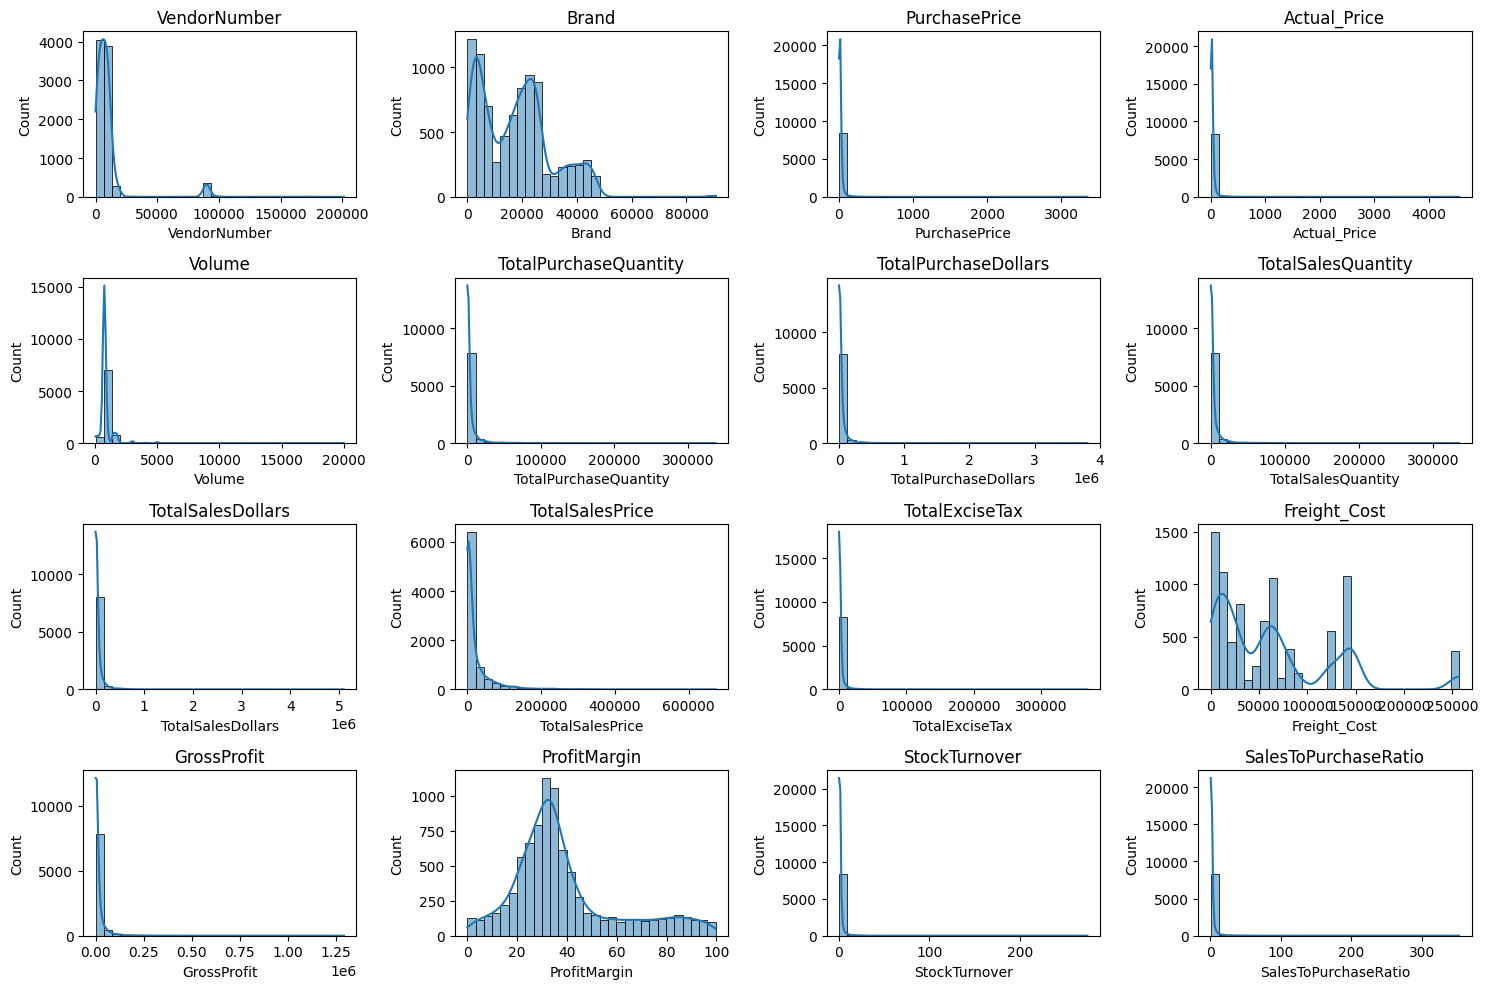 VendorNumber
Brand
PurchasePrice
Actual_Price
4000
3000
2000
1000
0
Count
0 50000 100000 150000 200000
VendorNumber
1000
500
0
Count
0 20000 40000 60000 80000
Brand
20000
15000
10000
5000
0
Count
0 1000 2000 3000
PurchasePrice
20000
15000
10000
5000
0
Count
0 1000 2000 3000 4000
Actual_Price
Volume
TotalPurchaseQuantity
TotalPurchaseDollars
TotalSalesQuantity
15000
10000
5000
0
Count
0 5000 10000 15000 20000
Volume
10000
5000
0
Count
0 100000 200000 300000
TotalPurchaseQuantity
10000
5000
0
Count
0 1 2 3 4
1e6
TotalPurchaseDollars
10000
5000
0
Count
0 100000 200000 300000
TotalSalesQuantity
TotalSalesDollars
TotalSalesPrice
TotalExciseTax
Freight_Cost
10000
5000
0
Count
0 1 2 3 4 5
1e6
TotalSalesDollars
6000
4000
2000
0
Count
0 200000 400000 600000
TotalSalesPrice
15000
10000
5000
0
Count
0 100000 200000 300000
TotalExciseTax
1500
1000
500
0
Count
0 50000 100000 150000 200000 250000
Freight_Cost
GrossProfit
ProfitMargin
StockTurnover
SalesToPurchaseRatio
10000
5000
0
Count
0.00 0.25 0.50 0.75 1.00 1.25
1e6
GrossProfit
1000
750
500
250
0
Count
0 20 40 60 80 100
ProfitMargin
20000
15000
10000
5000
0
Count
0 100 200
StockTurnover
20000
15000
10000
5000
0
Count
0 100 200 300
SalesToPurchaseRatio